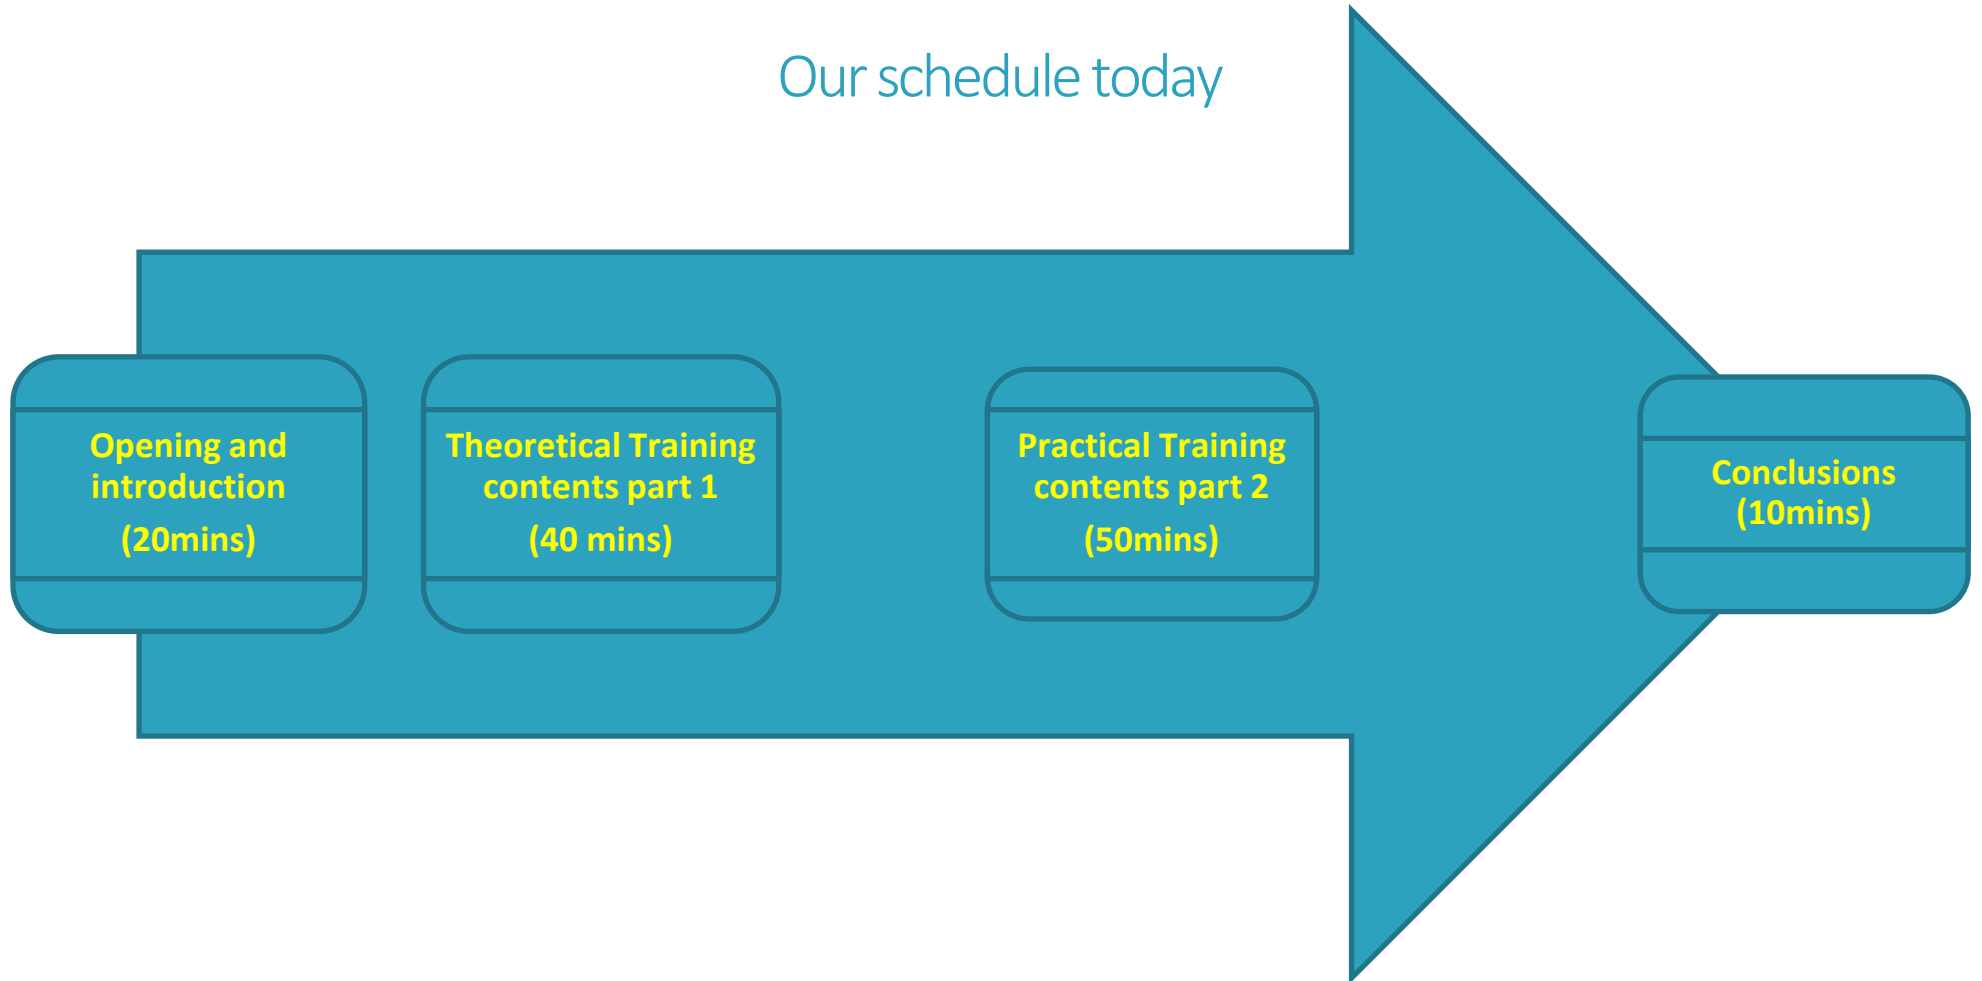 Our schedule today
Opening and
introduction
(20mins)
Theoretical Training
contents part 1
(40 mins)
Practical Training
contents part 2
(50mins)
Conclusions
(10mins)